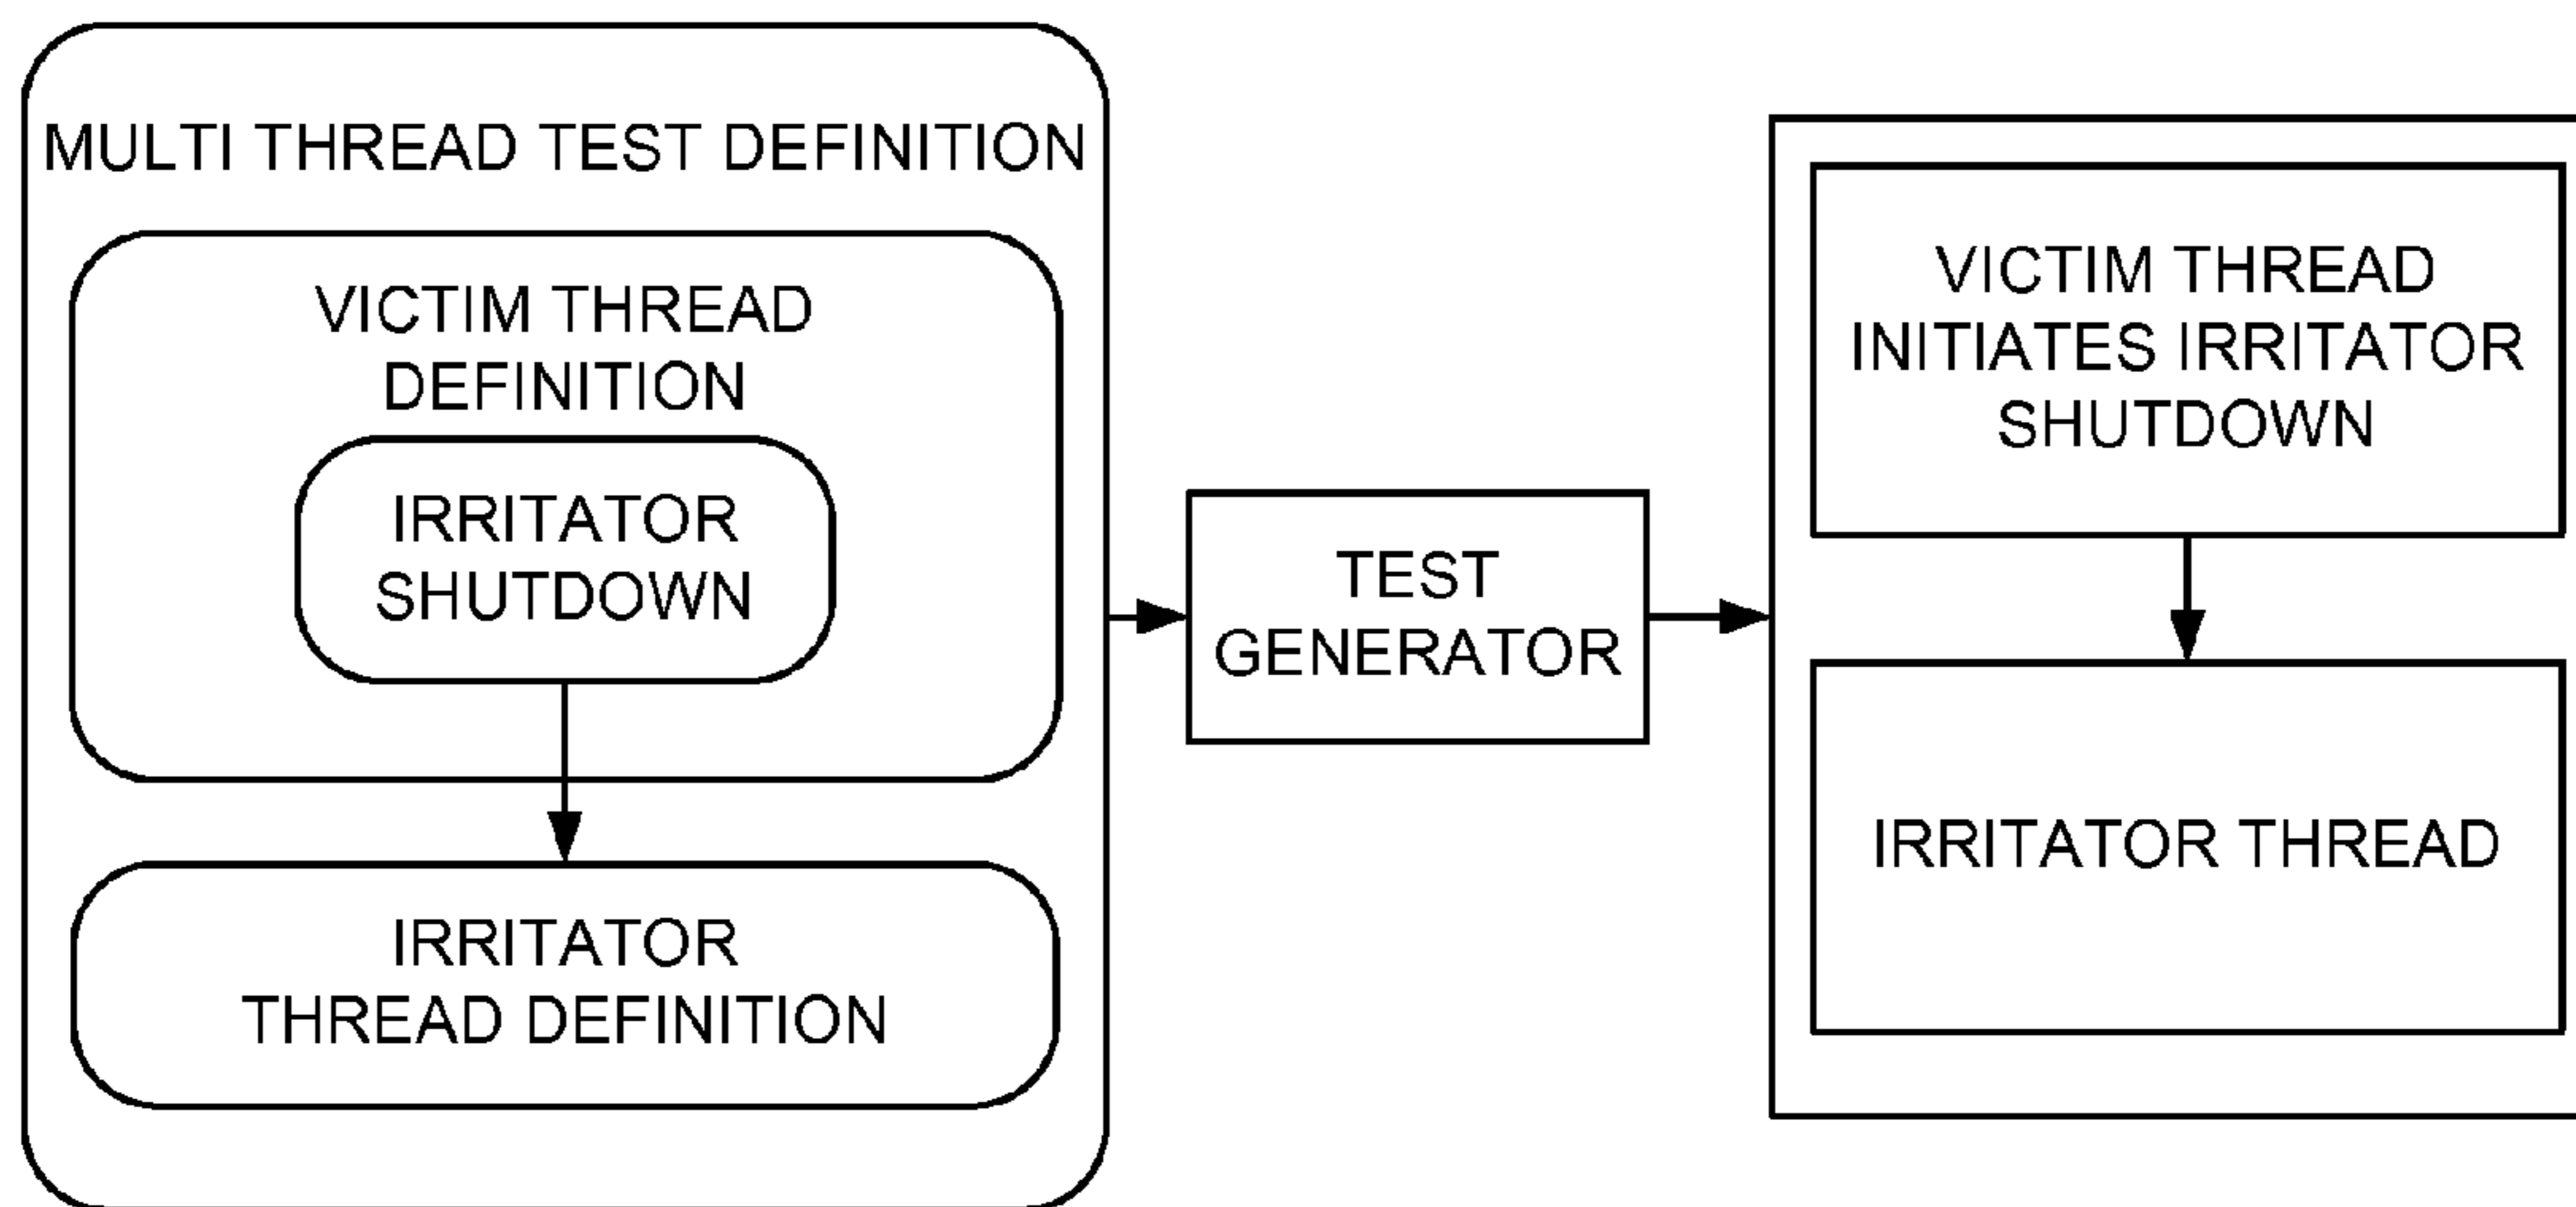 MULTI THREAD TEST DEFINITION
VICTIM THREAD
DEFINITION
IRRITATOR
SHUTDOWN
IRRITATOR
THREAD DEFINITION
TEST
GENERATOR
VICTIM THREAD
INITIATES IRRITATOR
SHUTDOWN
IRRITATOR THREAD